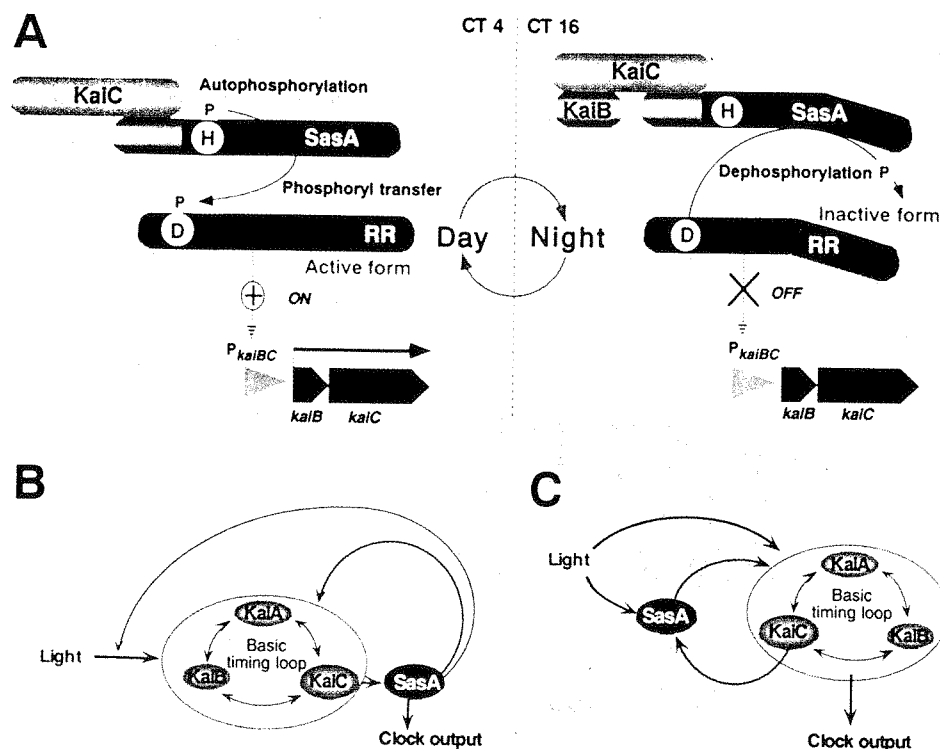 A
CT 4
CT 16
KaiC
Autophosphorylation
P
H
SasA
Phosphoryl transfer
P
D
RR
Active form
ON
PkaiBC
kaiB
kaiC
Day
Night
KaiC
KaiB
H
SasA
Dephosphorylation P
Inactive form
D
RR
OFF
PkaiBC
kaiB
kaiC
B
Light
KaiA
Basic
timing loop
KaiB
KaiC
SasA
Clock output
C
Light
SasA
KaiA
Basic
timing loop
KaiC
KaiB
Clock output